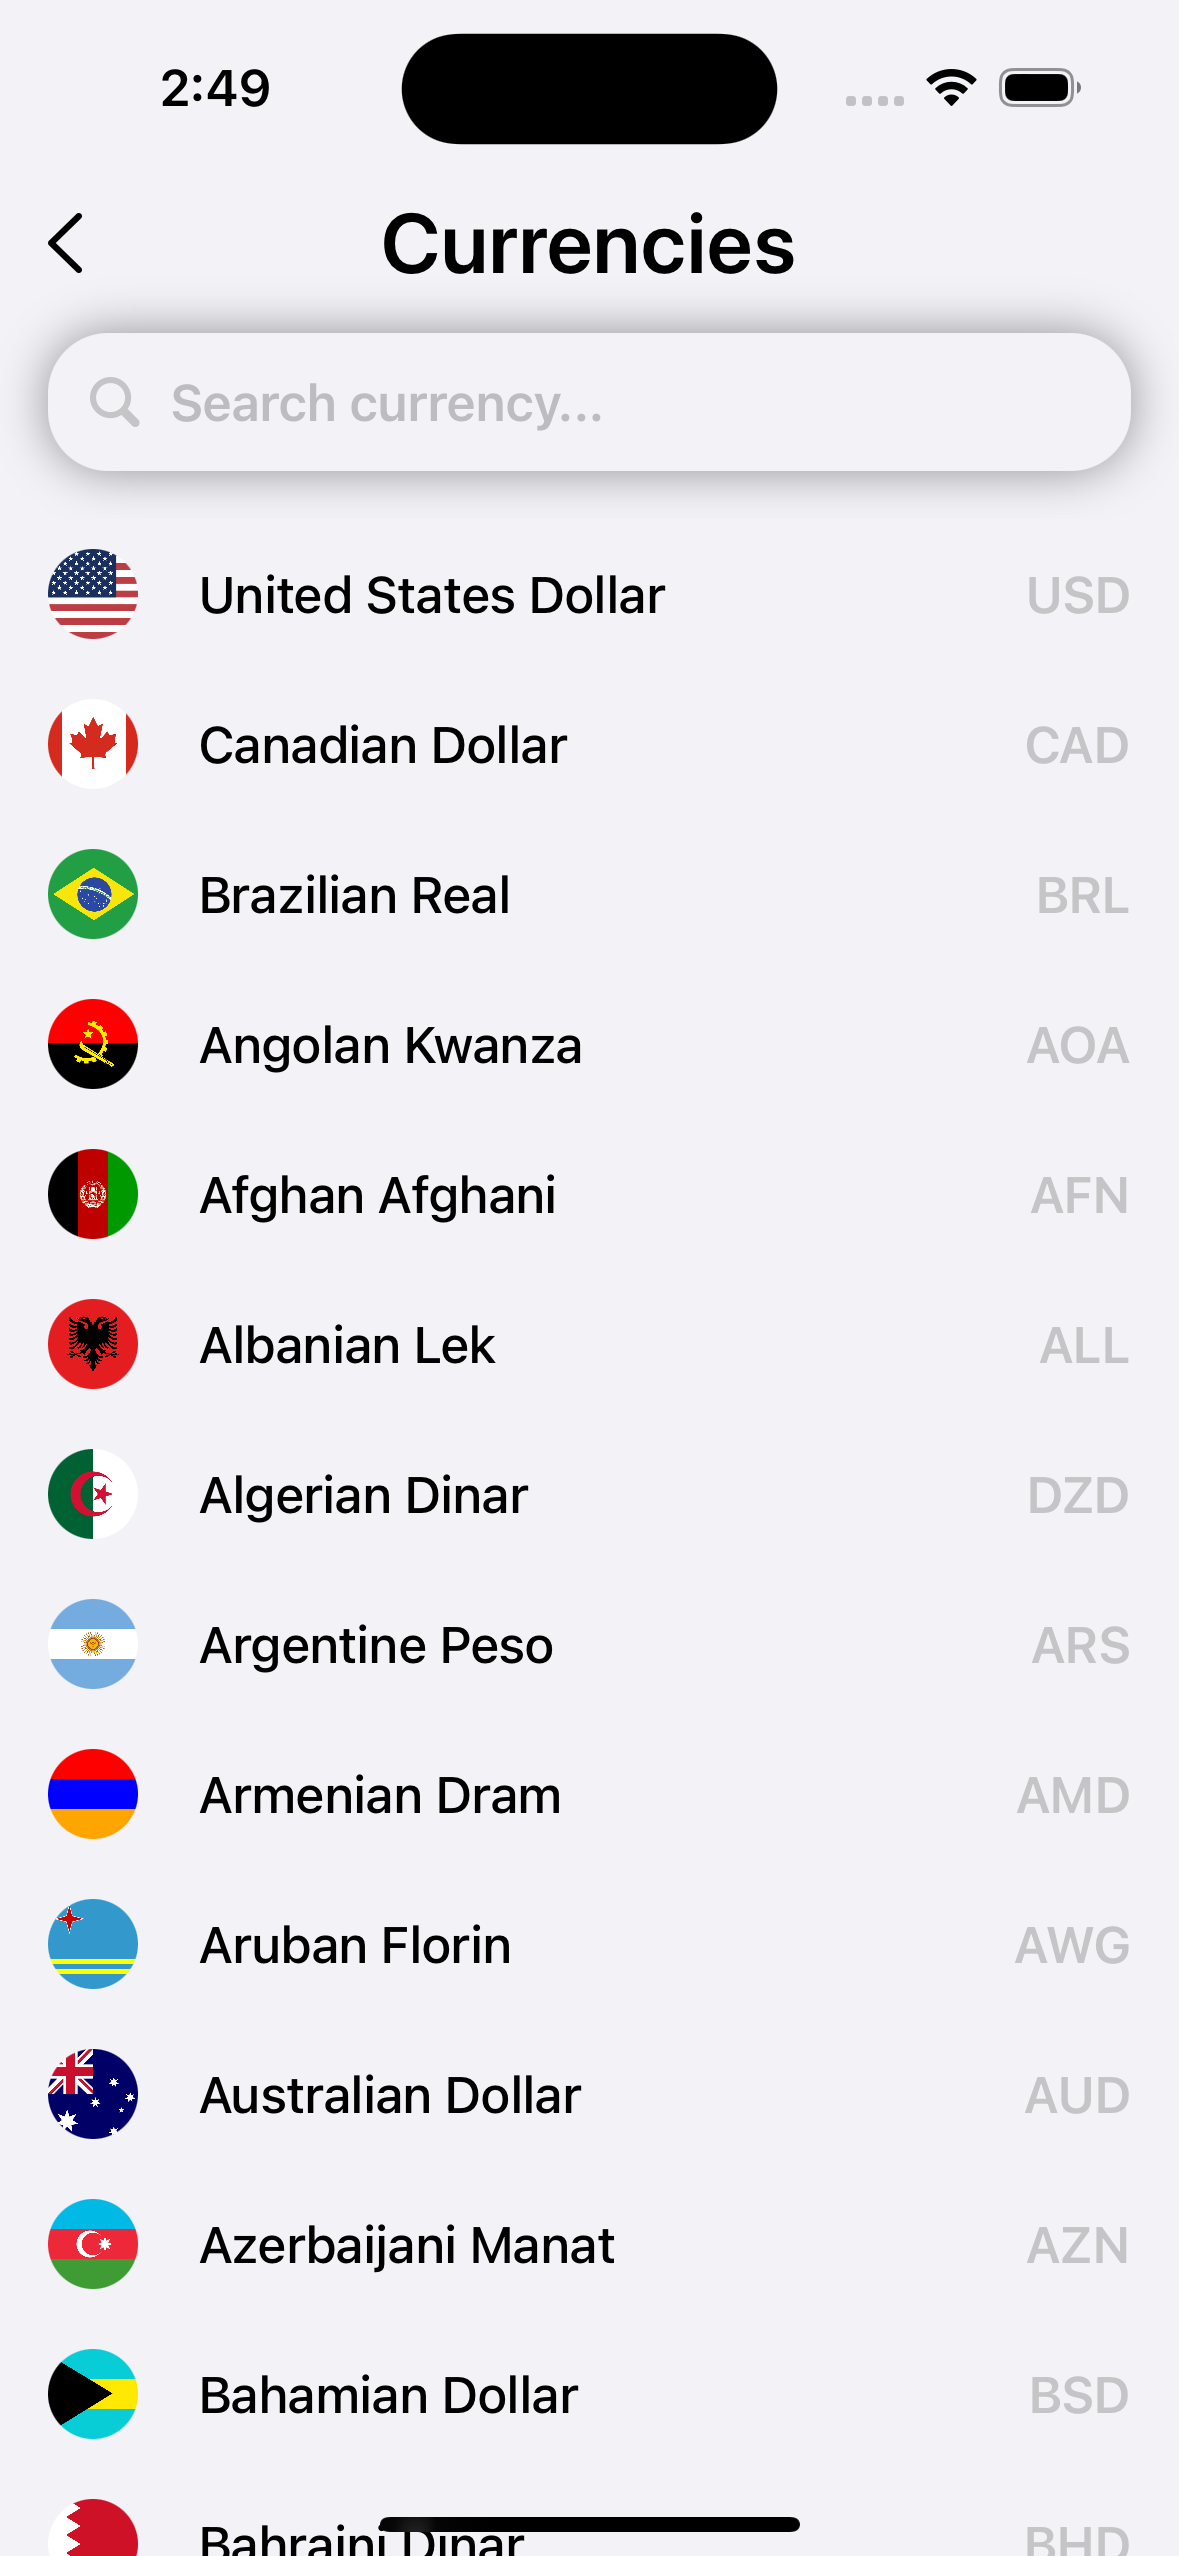 2:49
Currencies
Search currency...
United States Dollar USD
Canadian Dollar CAD
Brazilian Real BRL
Angolan Kwanza AOA
Afghan Afghani AFN
Albanian Lek ALL
Algerian Dinar DZD
Argentine Peso ARS
Armenian Dram AMD
Aruban Florin AWG
Australian Dollar AUD
Azerbaijani Manat AZN
Bahamian Dollar BSD
Bahraini Dinar BHD